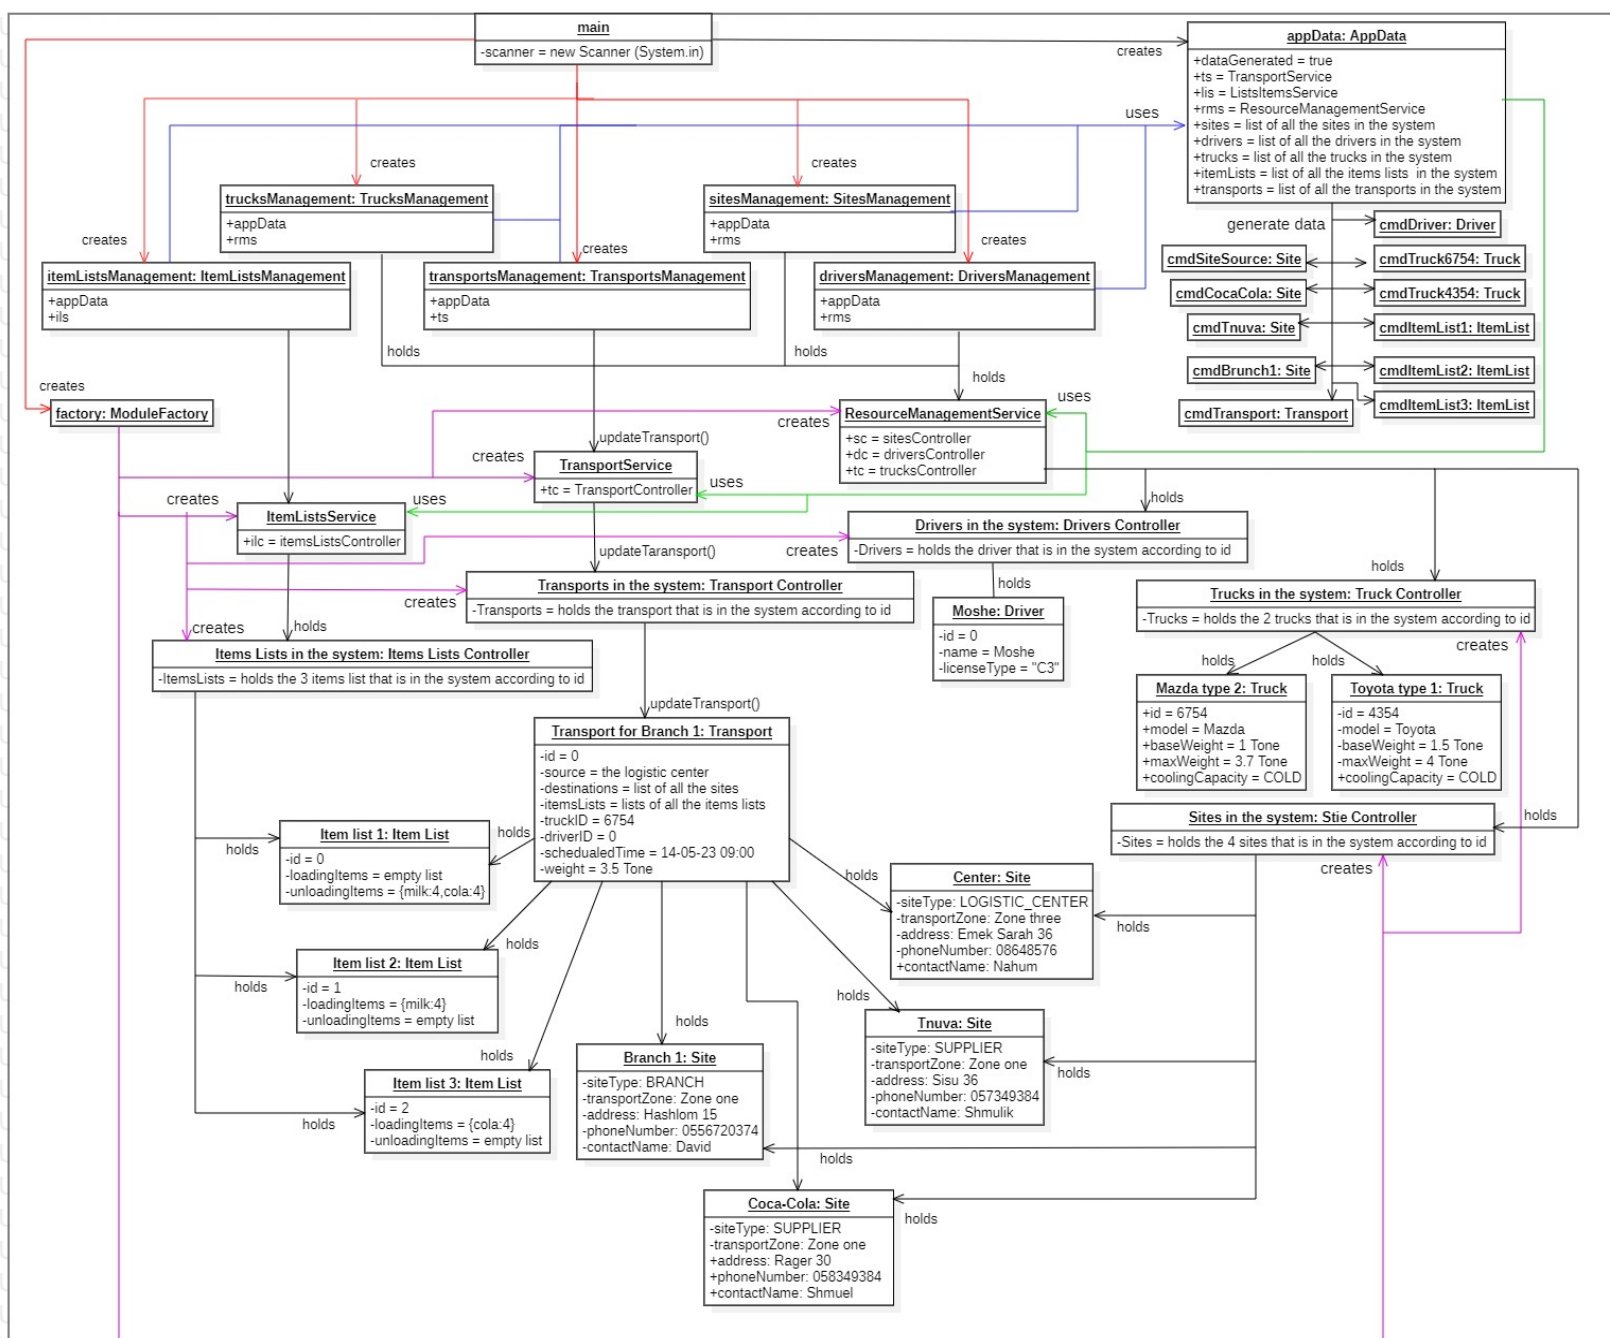 main
-scanner = new Scanner (System.in)
creates
appData: AppData
+dataGenerated = true
+ts = TransportService
+lis = ListsItemsService
+rms = ResourceManagementService
+sites = list of all the sites in the system
+drivers = list of all the drivers in the system
+trucks = list of all the trucks in the system
+itemLists = list of all the items lists  in the system
+transports = list of all the transports in the system
uses
creates
creates
trucksManagement: TrucksManagement
+appData
+rms
sitesManagement: SitesManagement
+appData
+rms
generate data
cmdDriver: Driver
creates
creates
creates
itemListsManagement: ItemListsManagement
+appData
+ils
transportsManagement: TransportsManagement
+appData
+ts
driversManagement: DriversManagement
+appData
+rms
cmdSiteSource: Site
cmdTruck6754: Truck
cmdCocaCola: Site
cmdTruck4354: Truck
cmdTnuva: Site
cmdItemList1: ItemList
cmdBrunch1: Site
cmdItemList2: ItemList
cmdTransport: Transport
cmdItemList3: ItemList
holds
holds
holds
creates
factory: ModuleFactory
uses
creates
ResourceManagementService
+sc = sitesController
+dc = driversController
+tc = trucksController
updateTransport()
creates
TransportService
+tc = TransportController
uses
creates
uses
holds
ItemListsService
+ilc = itemsListsController
Drivers in the system: Drivers Controller
-Drivers = holds the driver that is in the system according to id
updateTaransport()
creates
holds
holds
Transports in the system: Transport Controller
-Transports = holds the transport that is in the system according to id
creates
Moshe: Driver
-id = 0
-name = Moshe
-licenseType = "C3"
Trucks in the system: Truck Controller
-Trucks = holds the 2 trucks that is in the system according to id
creates
creates
holds
Items Lists in the system: Items Lists Controller
-ItemsLists = holds the 3 items list that is in the system according to id
holds
holds
Mazda type 2: Truck
+id = 6754
+model = Mazda
+baseWeight = 1 Tone
+maxWeight = 3.7 Tone
+coolingCapacity = COLD
Toyota type 1: Truck
-id = 4354
-model = Toyota
-baseWeight = 1.5 Tone
-maxWeight = 4 Tone
+coolingCapacity = COLD
updateTransport()
Transport for Branch 1: Transport
-id = 0
-source = the logistic center
-destinations = list of all the sites
-itemsLists = lists of all the items lists
-truckID = 6754
-driverID = 0
-schedualedTime = 14-05-23 09:00
-weight = 3.5 Tone
holds
Sites in the system: Stie Controller
-Sites = holds the 4 sites that is in the system according to id
creates
holds
holds
Item list 1: Item List
-id = 0
-loadingItems = empty list
-unloadingItems = {milk:4,cola:4}
holds
Center: Site
-siteType: LOGISTIC_CENTER
-transportZone: Zone three
-address: Emek Sarah 36
-phoneNumber: 08648576
+contactName: Nahum
holds
holds
holds
Item list 2: Item List
-id = 1
-loadingItems = {milk:4}
-unloadingItems = empty list
holds
holds
Tnuva: Site
-siteType: SUPPLIER
-transportZone: Zone one
-address: Sisu 36
-phoneNumber: 057349384
-contactName: Shmulik
holds
holds
holds
Item list 3: Item List
-id = 2
-loadingItems = {cola:4}
-unloadingItems = empty list
holds
Branch 1: Site
-siteType: BRANCH
-transportZone: Zone one
-address: Hashlom 15
-phoneNumber: 0556720374
-contactName: David
holds
Coca-Cola: Site
-siteType: SUPPLIER
-transportZone: Zone one
+address: Rager 30
+phoneNumber: 058349384
+contactName: Shmuel
holds